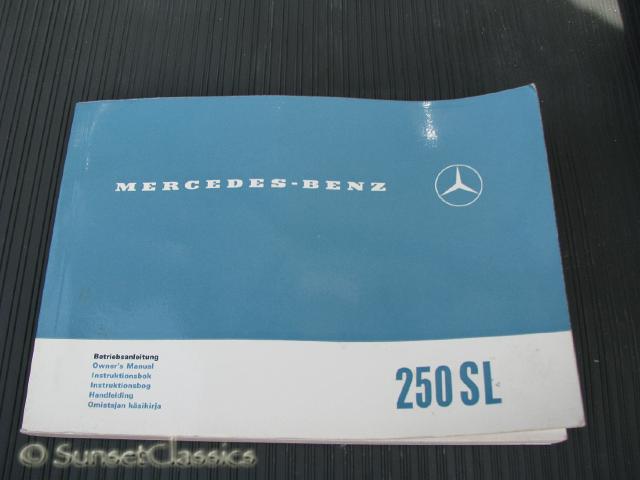 MERCEDES-BENZ
Betriebsanleitung
Owner's Manual
Instruktionsbok
Instruktionsbog
Handleiding
Omistajan käsikirja
250 SL
© SunsetClassics